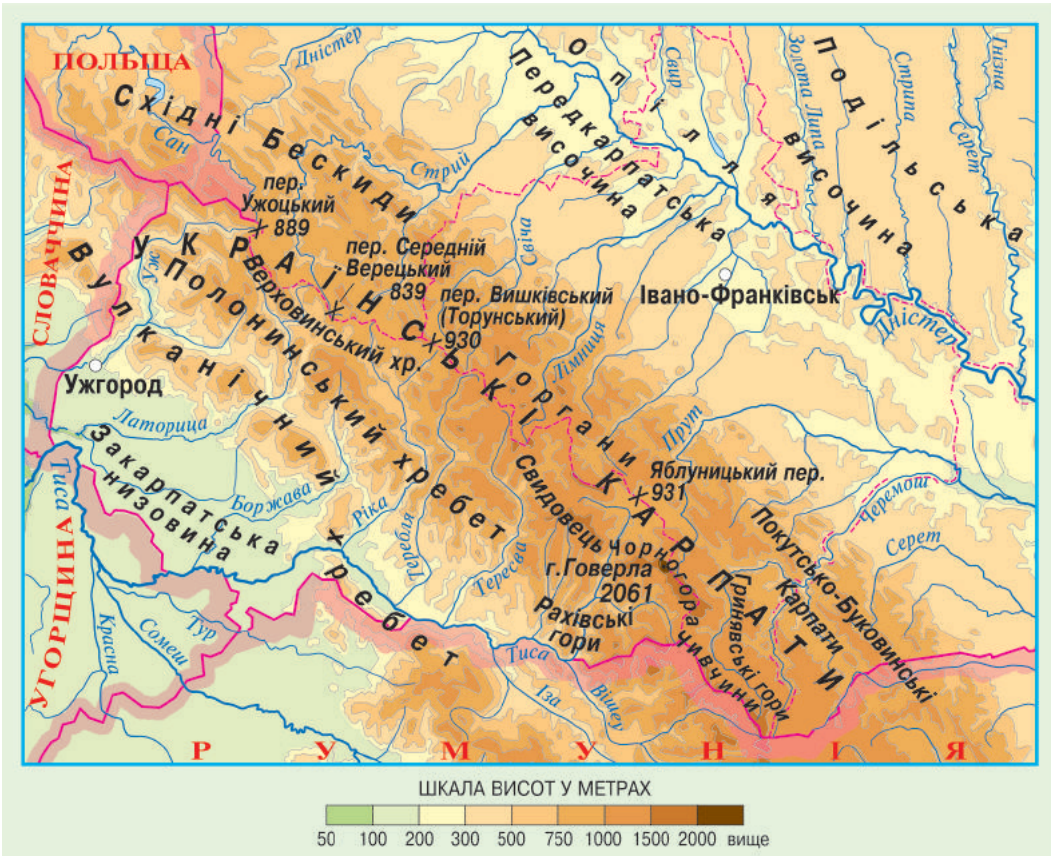 ПОЛЬЩА
СЛОВАЧЧИНА
УГОРЩИНА
РУМУНІЯ
УКРАЇНСЬКІ КАРПАТИ
Східні Бескиди
Дністер
Сан
Стрий
Опілля
Свир
Золота Липа
Стрипа
Гнізна
Серет
Подільська
височина
Передкарпатська
височина
пер.
Ужоцький
889
пер. Середній
Верецький
839
пер. Вишківський
(Торунський)
930
Свіча
Лімниця
Івано-Франківськ
Дністер
Уж
Ужгород
Верховинський хр.
Полонинський хребет
Вулканічний хребет
Латорица
Закарпатська
низовина
Боржава
Ріка
Теребля
Тересва
Тиса
Горгани
Прут
Яблуницький пер.
931
Свидовець
Чорногора
г.Говерла
2061
Рахівські
гори
Гринявські гори
Чивчини
Покутсько-Буковинські
Карпати
Черемош
Серет
Красна
Сомеш
Тур
Тиса
Іза
Вішеу
ШКАЛА ВИСОТ У МЕТРАХ
50 100 200 300 500 750 1000 1500 2000 вище